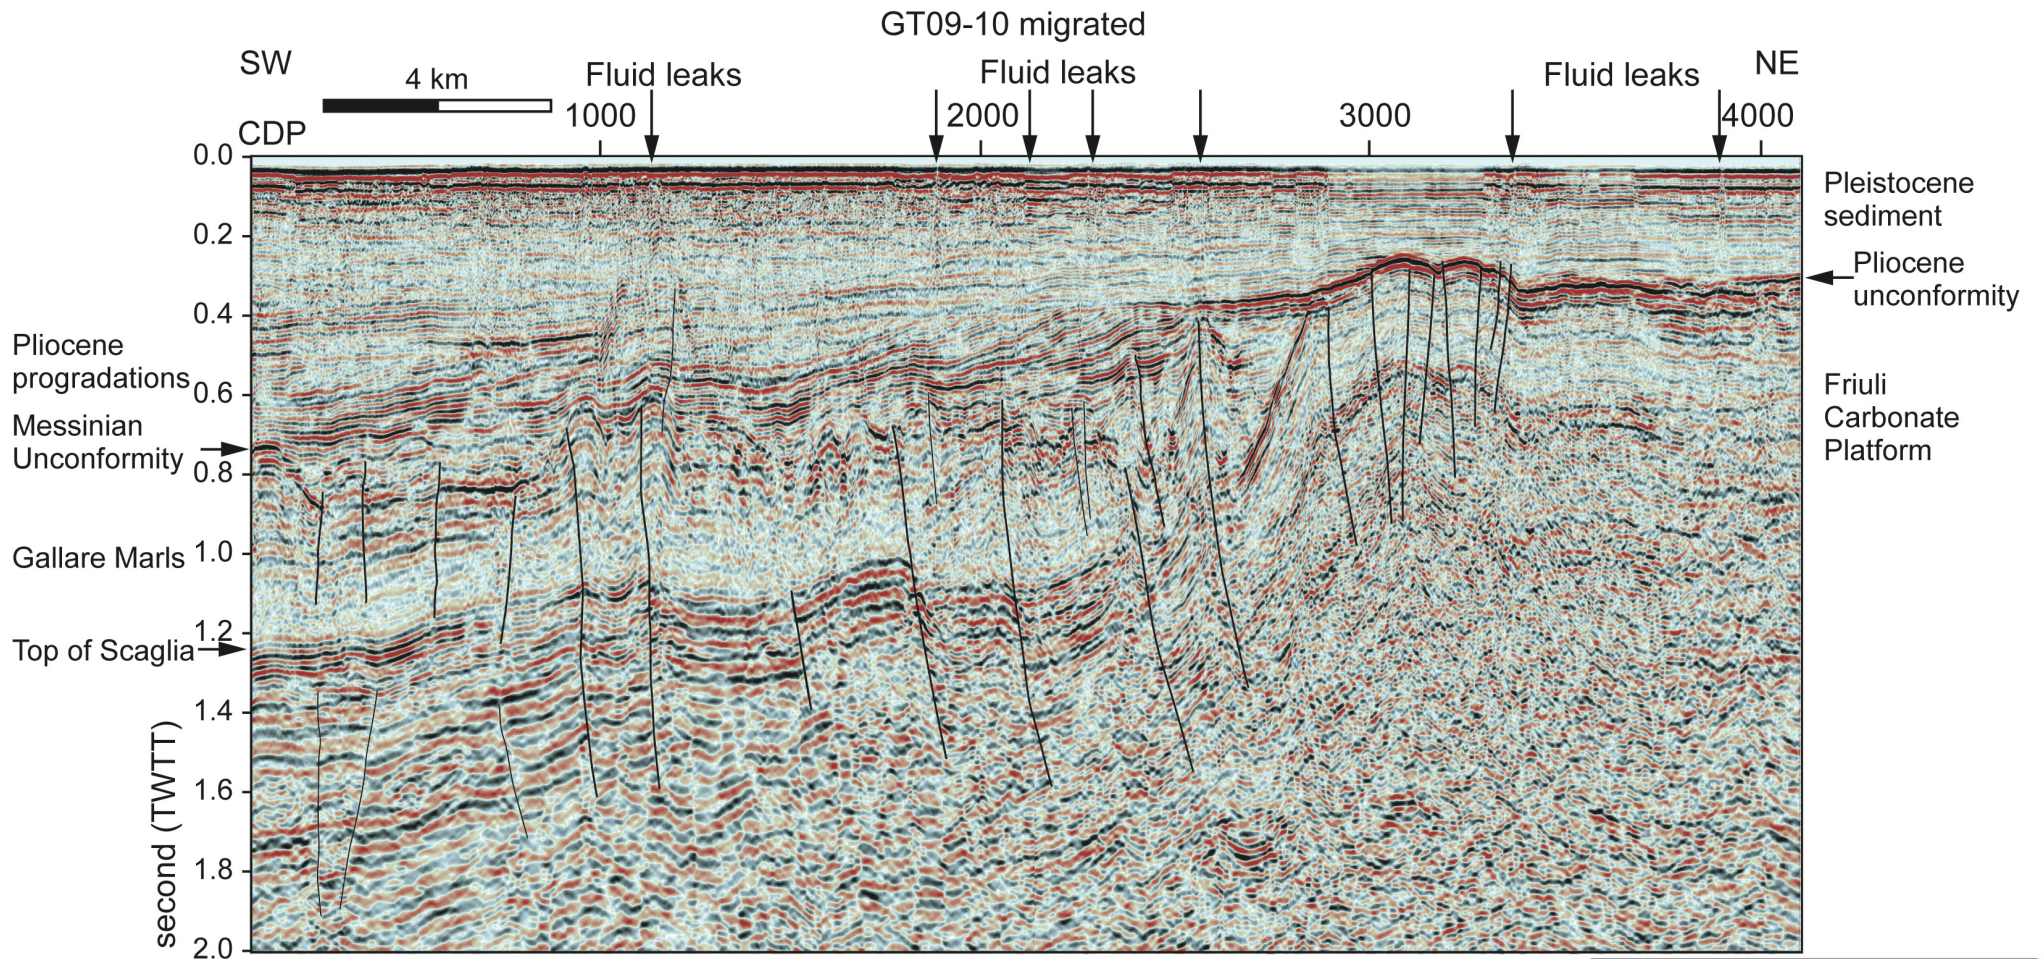 GT09-10 migrated
SW
4 km
Fluid leaks
Fluid leaks
Fluid leaks
NE
CDP
1000
2000
3000
4000
0.0
0.2
0.4
0.6
0.8
1.0
1.2
1.4
1.6
1.8
2.0
second (TWTT)
Pliocene
progradations
Messinian
Unconformity
Gallare Marls
Top of Scaglia
Pleistocene
sediment
Pliocene
unconformity
Friuli
Carbonate
Platform